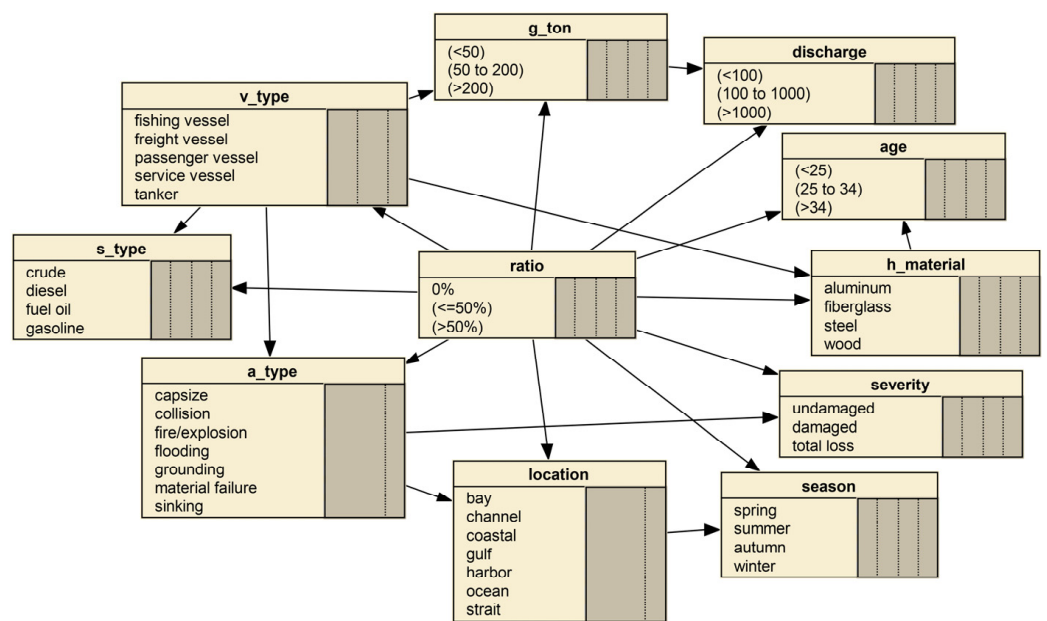 g_ton
(<50)
(50 to 200)
(>200)
discharge
(<100)
(100 to 1000)
(>1000)
v_type
fishing vessel
freight vessel
passenger vessel
service vessel
tanker
age
(<25)
(25 to 34)
(>34)
s_type
crude
diesel
fuel oil
gasoline
ratio
0%
(<=50%)
(>50%)
h_material
aluminum
fiberglass
steel
wood
a_type
capsize
collision
fire/explosion
flooding
grounding
material failure
sinking
severity
undamaged
damaged
total loss
location
bay
channel
coastal
gulf
harbor
ocean
strait
season
spring
summer
autumn
winter